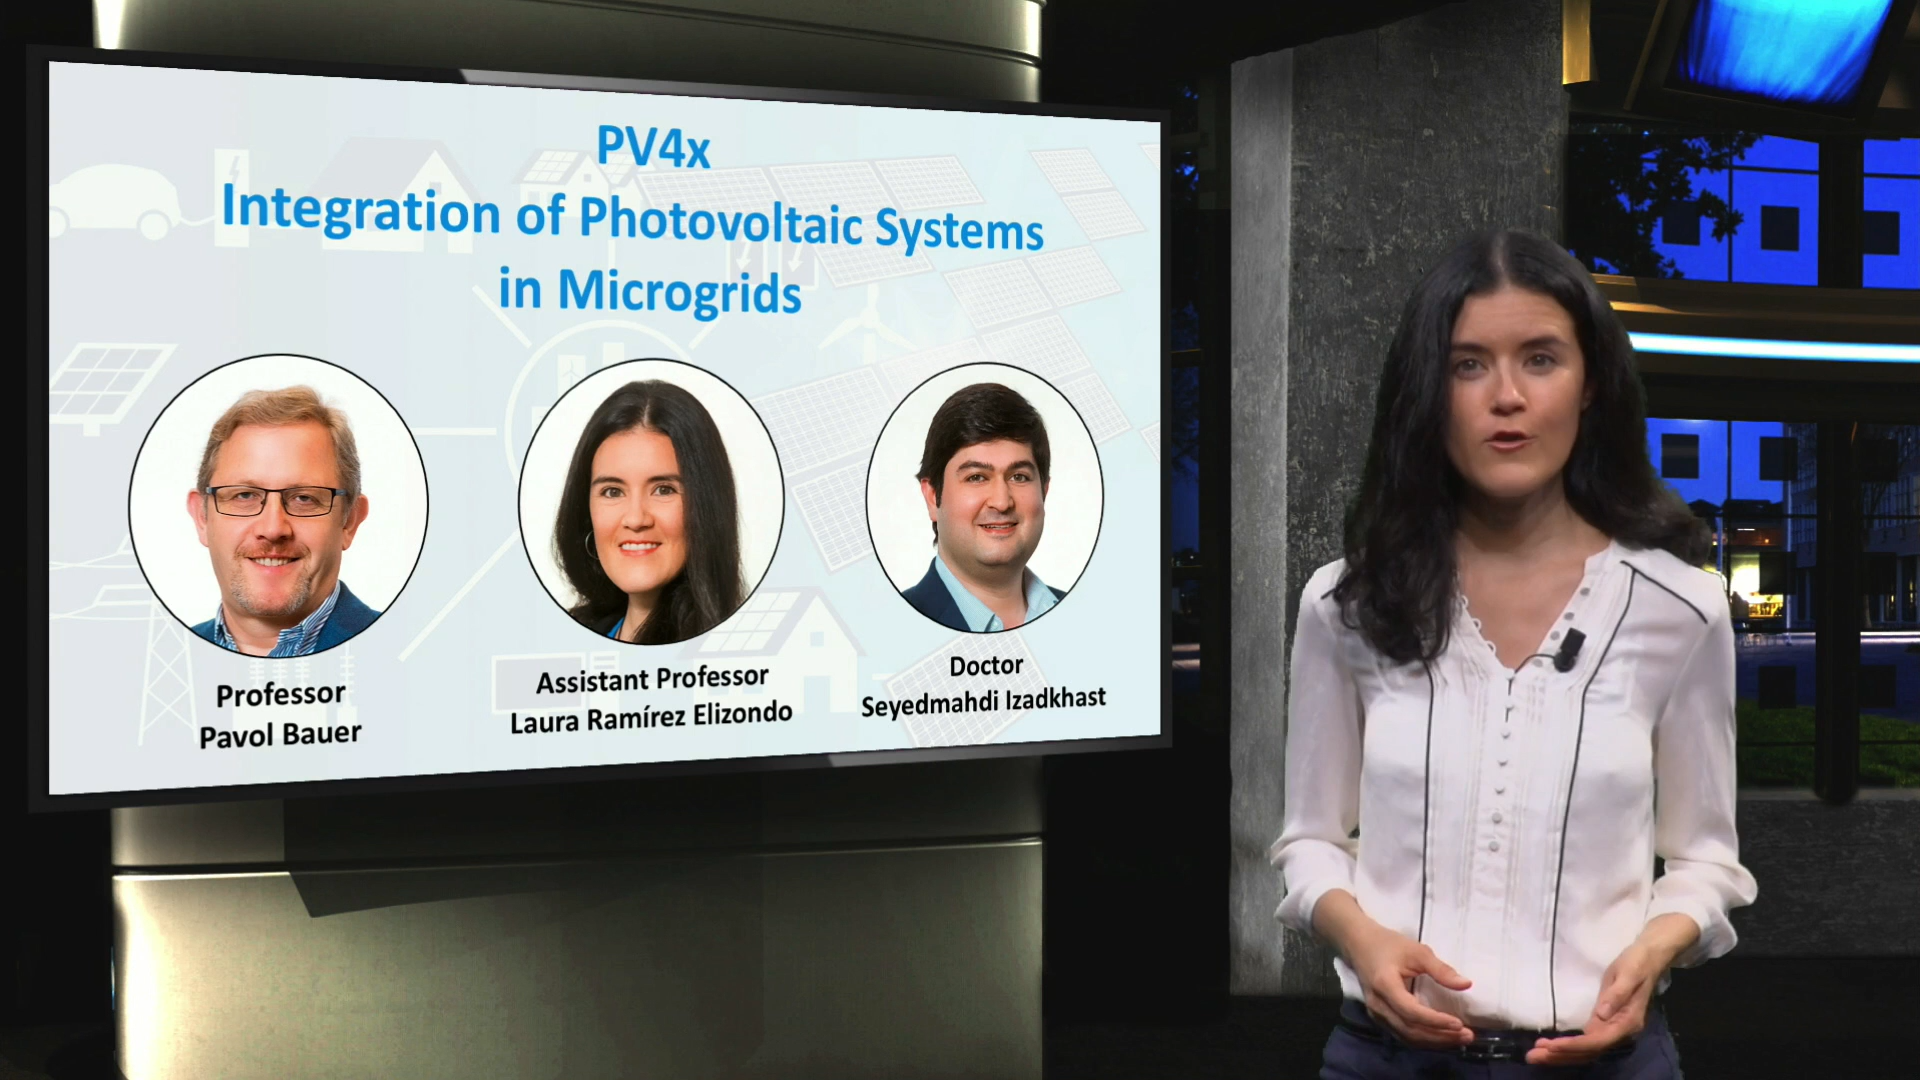 PV4x
Integration of Photovoltaic Systems
in Microgrids
Professor
Pavol Bauer
Assistant Professor
Laura Ramírez Elizondo
Doctor
Seyedmahdi Izadkhast